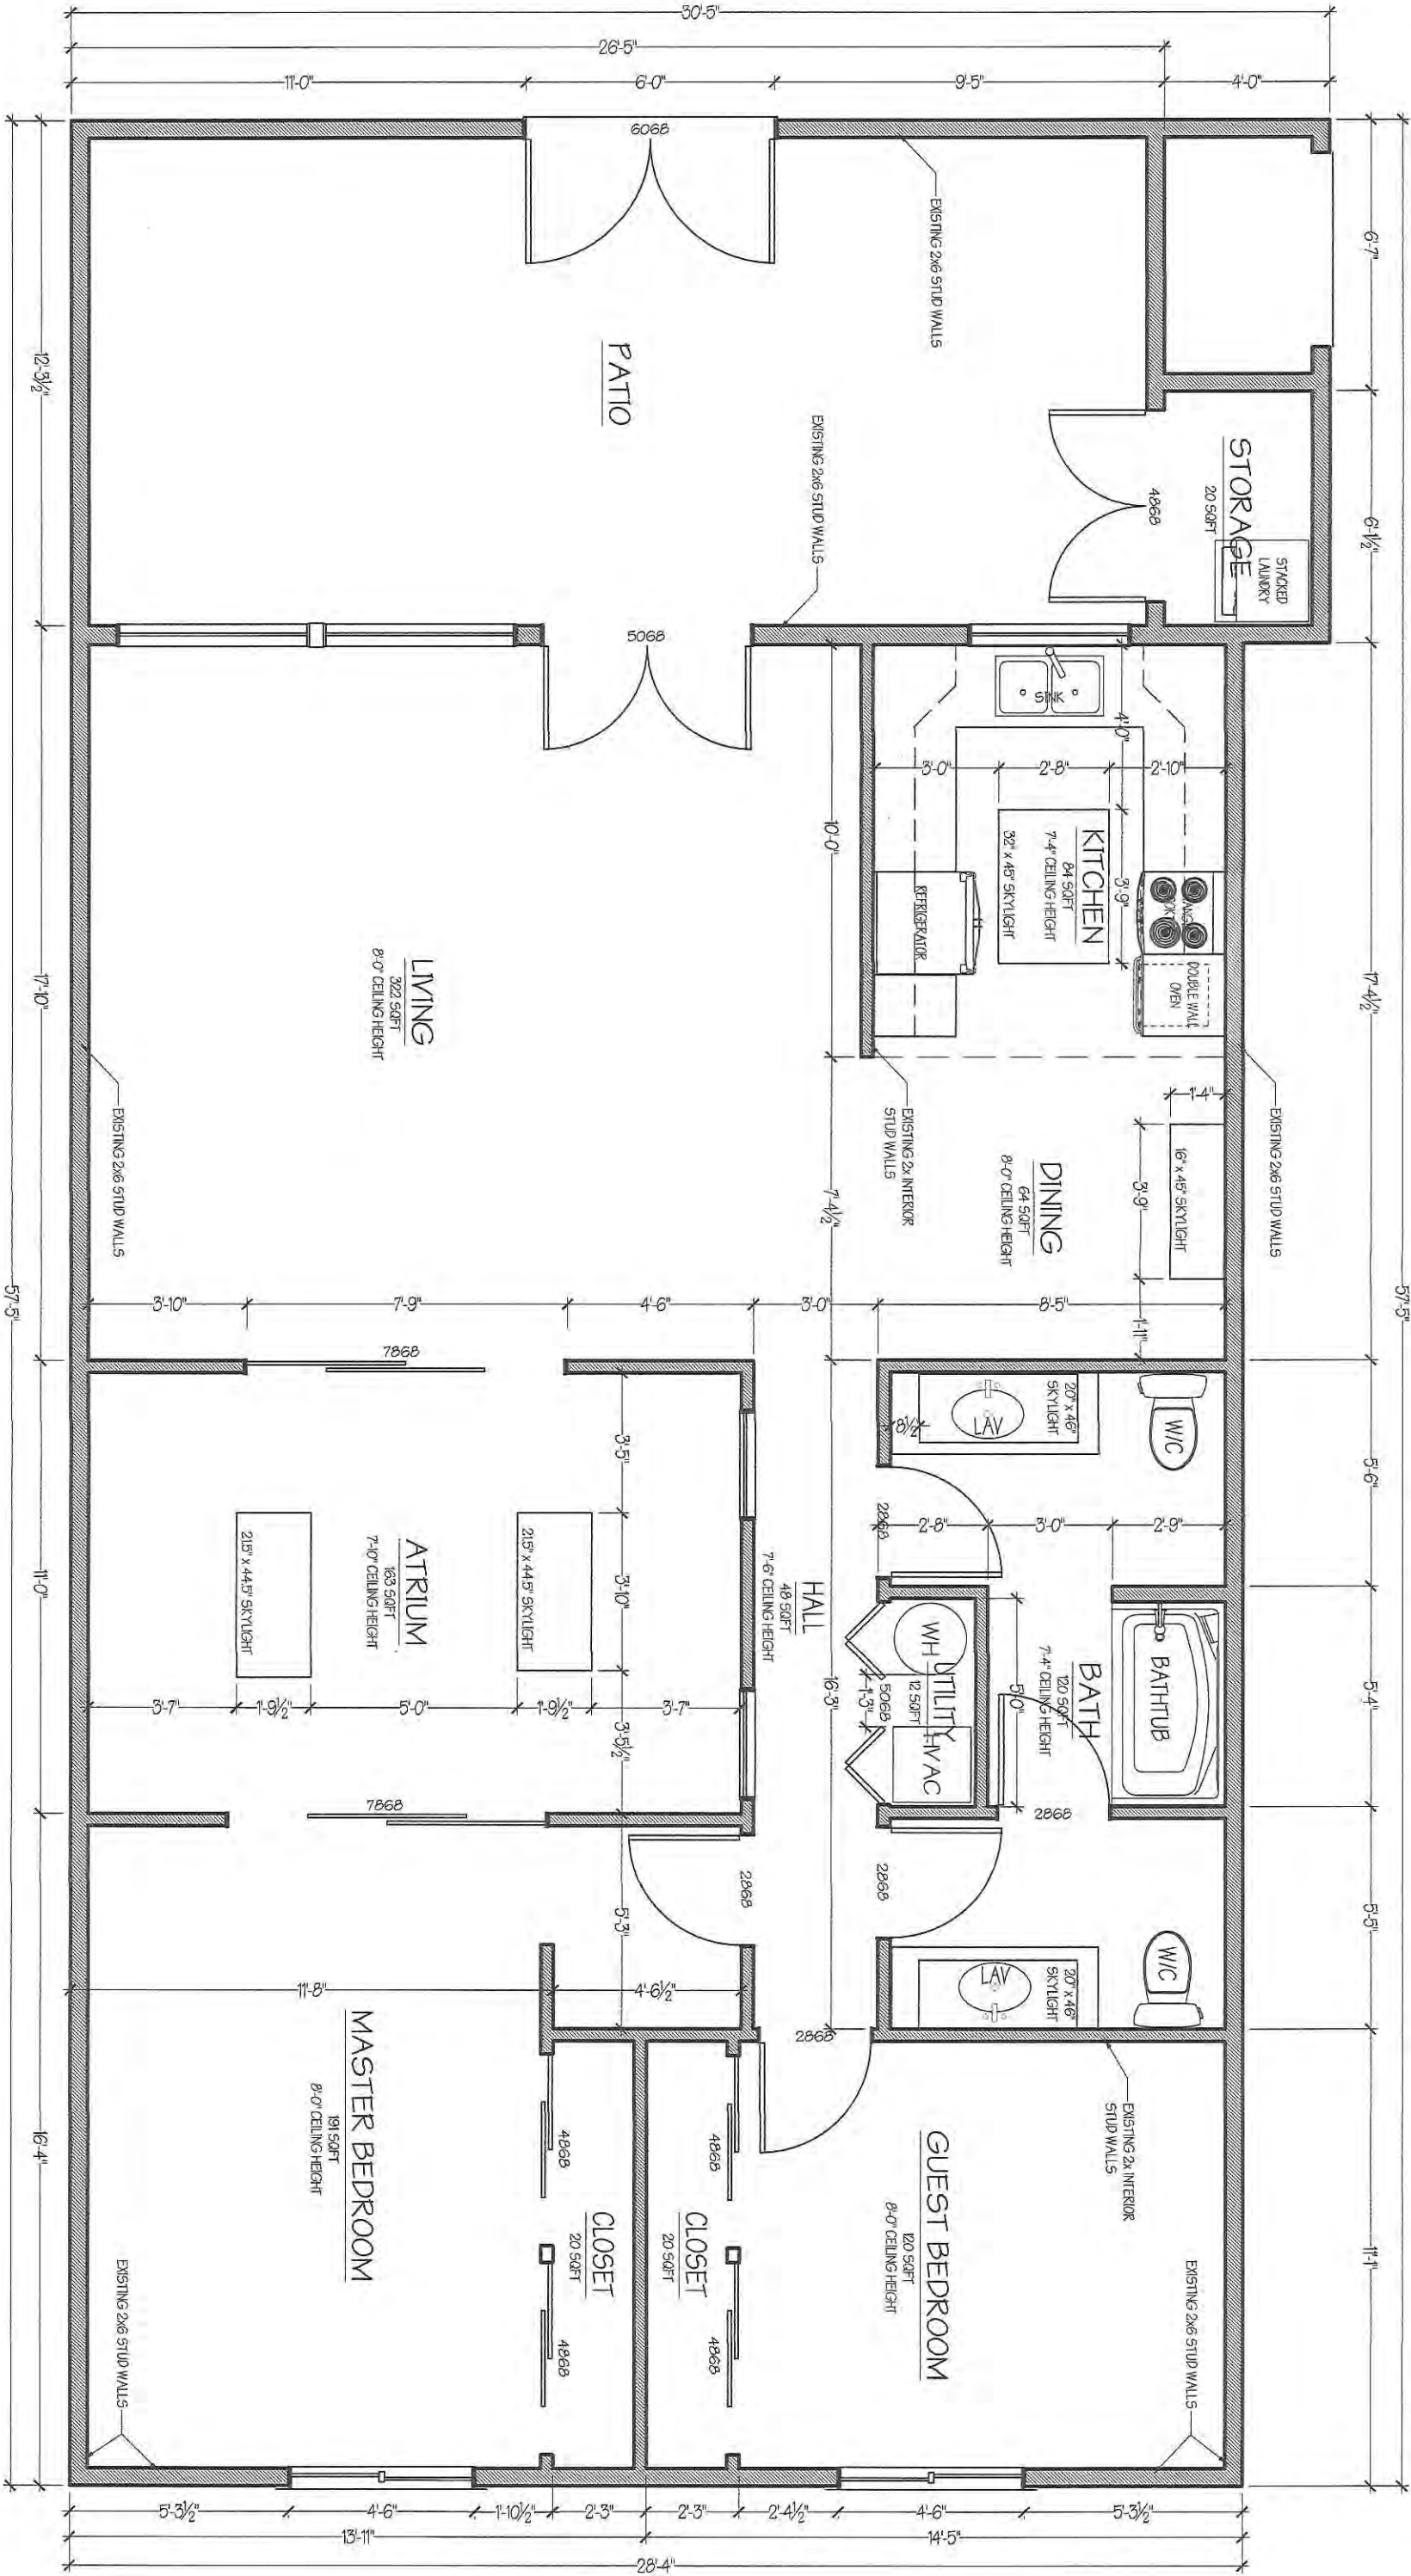 30'-5"
26'-5"
11'-0"
6'-0"
9'-5"
4'-0"
6068
EXISTING 2x6 STUD WALLS
PATIO
6'-7"
12'-3½"
EXISTING 2x6 STUD WALLS
STORAGE
20 SQFT
4868
STACKED
LAUNDRY
6'-1½"
5068
SINK
4'-0"
3'-0"
2'-8"
2'-10"
KITCHEN
84 SQFT
7'-4" CEILING HEIGHT
32" x 45" SKYLIGHT
3'-9"
10'-0"
REFRIGERATOR
DOUBLE WALL
OVEN
LIVING
322 SQFT
8'-0" CEILING HEIGHT
17'-10"
17'-4½"
EXISTING 2x6 STUD WALLS
EXISTING 2x INTERIOR
STUD WALLS
EXISTING 2x6 STUD WALLS
1'-4"
16" x 45" SKYLIGHT
3'-9"
DINING
64 SQFT
8'-0" CEILING HEIGHT
7'-4½"
57'-5"
57'-5"
3'-10"
7'-9"
4'-6"
3'-0"
8'-5"
1'-11"
7868
20" x 46"
SKYLIGHT
LAV
W/C
8½"
3'-5"
5'-6"
2868
2'-8"
3'-0"
2'-9"
ATRIUM
163 SQFT
7'-10" CEILING HEIGHT
21.5" x 44.5" SKYLIGHT
21.5" x 44.5" SKYLIGHT
3'-10"
11'-0"
HALL
48 SQFT
7'-6" CEILING HEIGHT
16'-3"
WH
UTILITY
12 SQFT
HVAC
5068
1'-3"
5'-0"
BATH
120 SQFT
7'-4" CEILING HEIGHT
BATHTUB
5'-4"
3'-7"
1'-9½"
5'-0"
1'-9½"
3'-7"
3'-5½"
7868
2868
2868
2868
5'-3"
5'-5"
W/C
LAV
20" x 46"
SKYLIGHT
11'-8"
4'-6½"
2868
MASTER BEDROOM
191 SQFT
8'-0" CEILING HEIGHT
16'-4"
4868
4868
CLOSET
20 SQFT
CLOSET
20 SQFT
4868
4868
GUEST BEDROOM
120 SQFT
8'-0" CEILING HEIGHT
EXISTING 2x INTERIOR
STUD WALLS
11'-1"
EXISTING 2x6 STUD WALLS
EXISTING 2x6 STUD WALLS
5'-3½"
4'-6"
1'-10½"
2'-3"
2'-3"
2'-4½"
4'-6"
5'-3½"
13'-11"
14'-5"
28'-4"